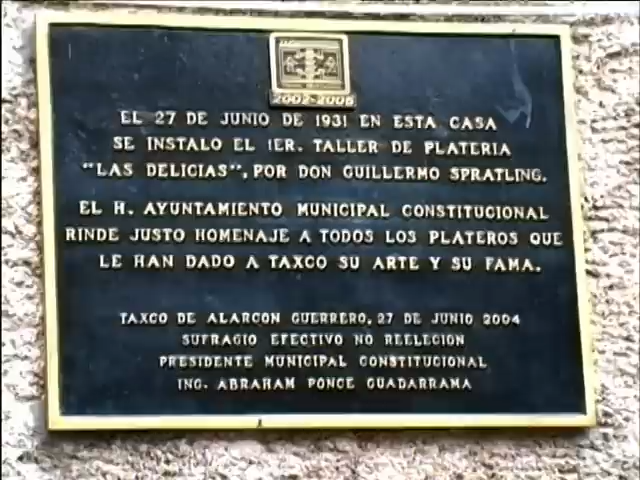 2002-2005
EL 27 DE JUNIO DE 1931 EN ESTA CASA
SE INSTALO EL 1ER. TALLER DE PLATERIA
"LAS DELICIAS", POR DON GUILLERMO SPRATLING.
EL H. AYUNTAMIENTO MUNICIPAL CONSTITUCIONAL
RINDE JUSTO HOMENAJE A TODOS LOS PLATEROS QUE
LE HAN DADO A TAXCO SU ARTE Y SU FAMA.
TAXCO DE ALARCON GUERRERO, 27 DE JUNIO 2004
SUFRAGIO EFECTIVO NO REELECION
PRESIDENTE MUNICIPAL CONSTITUCIONAL
ING. ABRAHAM PONCE GUADARRAMA